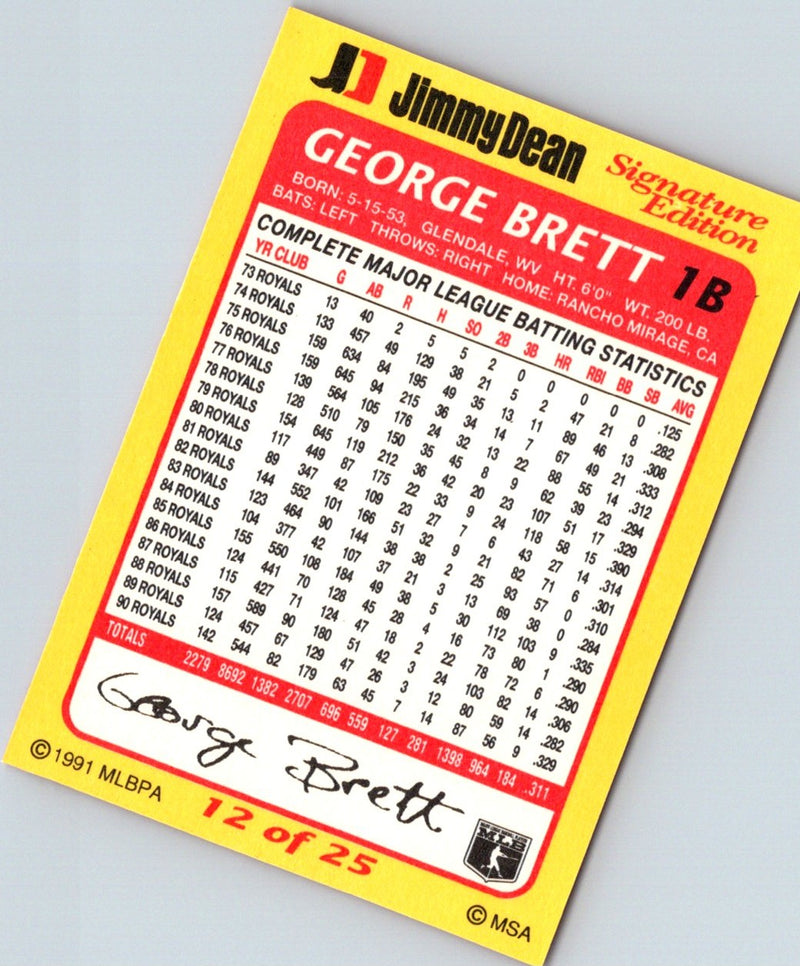 Jimmy Dean
Signature
Edition
GEORGE BRETT 1B
BORN: 5-15-53, GLENDALE, WV HT. 6'0" WT. 200 LB.
BATS: LEFT THROWS: RIGHT HOME: RANCHO MIRAGE, CA
COMPLETE MAJOR LEAGUE BATTING STATISTICS
YR CLUB G AB R H SO 2B 3B HR RBI BB SB AVG
73 ROYALS 13 40 2 5 5 2 0 0 0 0 0 .125
74 ROYALS 133 457 49 129 38 21 5 2 47 21 8 .282
75 ROYALS 159 634 84 195 49 35 13 11 89 46 13 .308
76 ROYALS 159 645 94 215 36 34 14 7 67 49 21 .333
77 ROYALS 139 564 105 176 24 32 13 22 88 55 14 .312
78 ROYALS 128 510 79 150 35 45 8 9 62 39 23 .294
79 ROYALS 154 645 119 212 36 42 20 23 107 51 17 .329
80 ROYALS 117 449 87 175 22 33 9 24 118 58 15 .390
81 ROYALS 89 347 42 109 23 27 7 6 43 27 14 .314
82 ROYALS 144 552 101 166 51 32 9 21 82 71 6 .301
83 ROYALS 123 464 90 144 38 38 2 25 93 57 0 .310
84 ROYALS 104 377 42 107 37 21 3 13 69 38 0 .284
85 ROYALS 155 550 108 184 49 38 5 30 112 103 9 .335
86 ROYALS 124 441 70 128 45 28 4 16 73 80 1 .290
87 ROYALS 115 427 71 124 47 18 2 22 78 72 6 .290
88 ROYALS 157 589 90 180 51 42 3 24 103 82 14 .306
89 ROYALS 124 457 67 129 47 26 3 12 80 59 14 .282
90 ROYALS 142 544 82 179 63 45 7 14 87 56 9 .329
TOTALS 2279 8692 1382 2707 696 559 127 281 1398 964 184 .311
George Brett
MLB
© 1991 MLBPA
12 of 25
© MSA